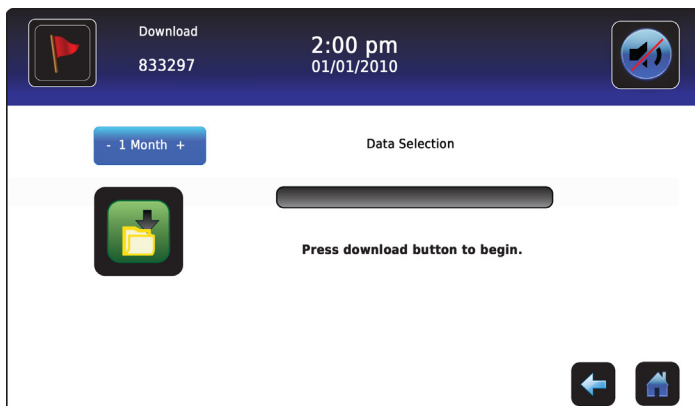 Download
833297
2:00 pm
01/01/2010
- 1 Month +
Data Selection
Press download button to begin.